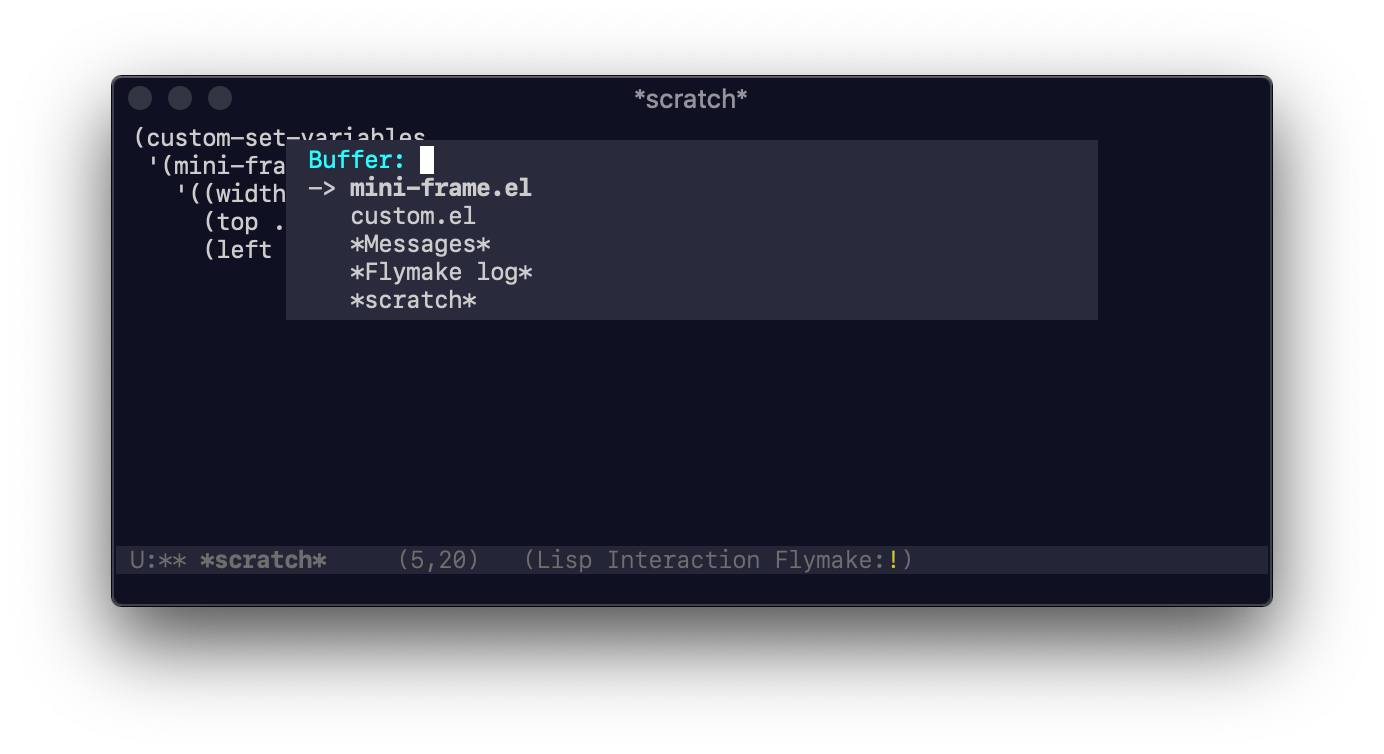 *scratch*
(custom-set-variables
'(mini-fra
'((width
(top .
(left
Buffer:
-> mini-frame.el
custom.el
*Messages*
*Flymake log*
*scratch*
U:** *scratch* (5,20) (Lisp Interaction Flymake:!)